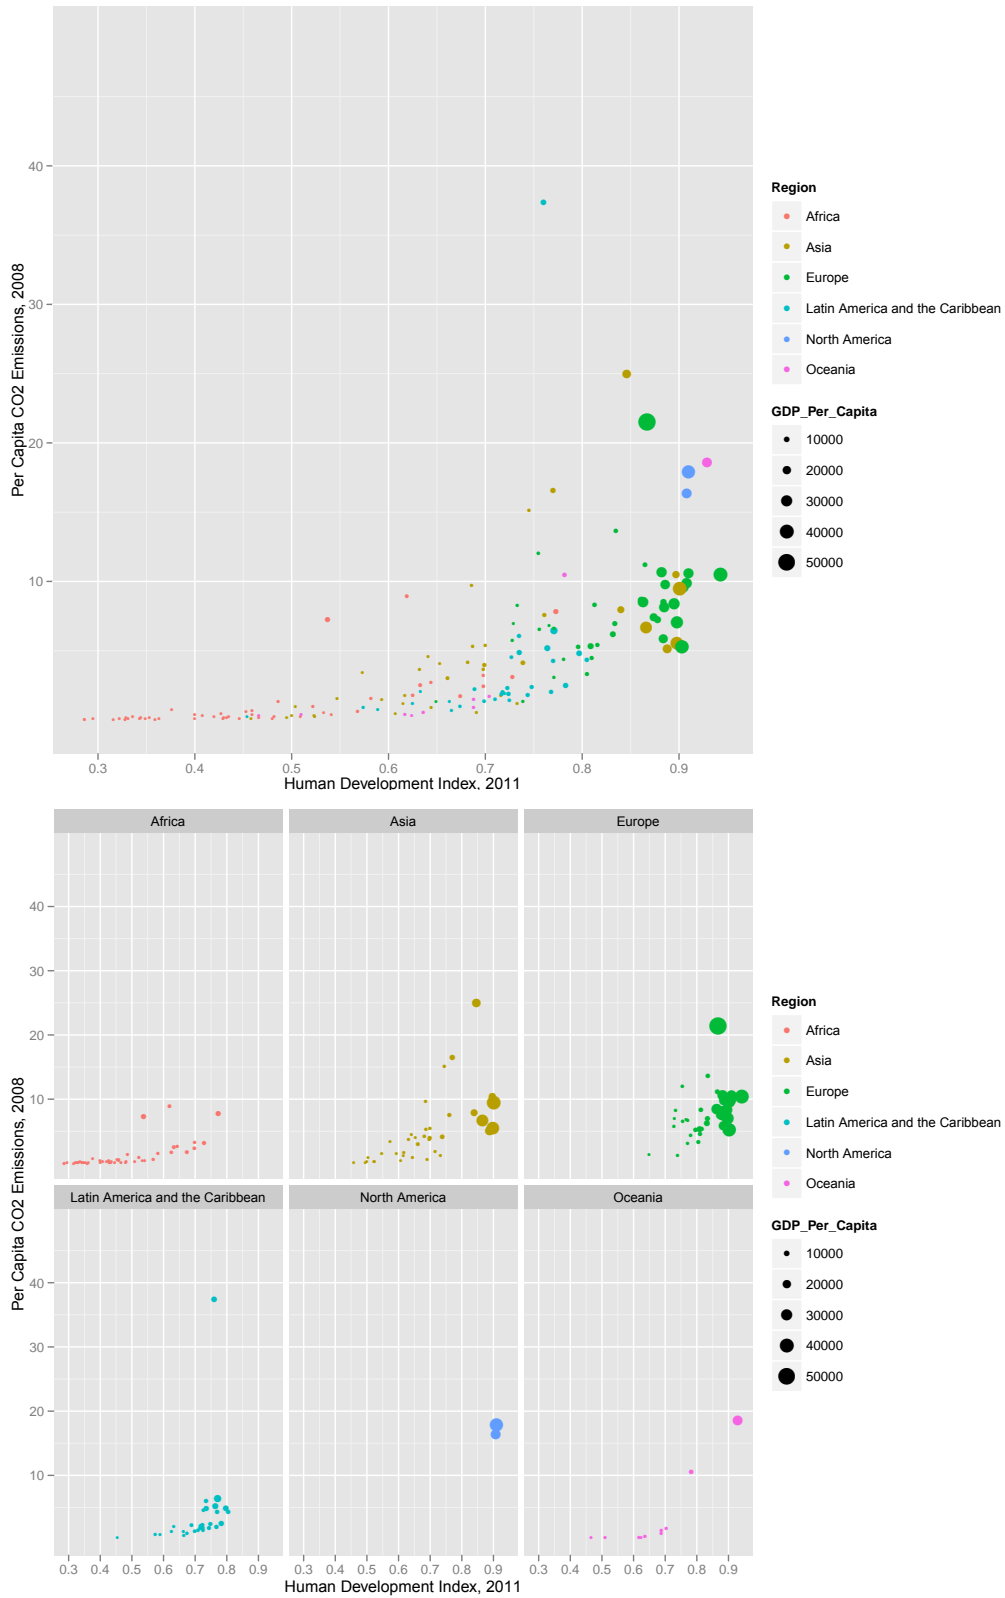 40
30
20
10
Per Capita CO2 Emissions, 2008
0.3 0.4 0.5 0.6 0.7 0.8 0.9
Human Development Index, 2011
Region
Africa
Asia
Europe
Latin America and the Caribbean
North America
Oceania
GDP_Per_Capita
10000
20000
30000
40000
50000
Africa Asia Europe
40
30
20
10
Latin America and the Caribbean North America Oceania
40
30
20
10
Per Capita CO2 Emissions, 2008
0.3 0.4 0.5 0.6 0.7 0.8 0.9 0.3 0.4 0.5 0.6 0.7 0.8 0.9 0.3 0.4 0.5 0.6 0.7 0.8 0.9
Human Development Index, 2011
Region
Africa
Asia
Europe
Latin America and the Caribbean
North America
Oceania
GDP_Per_Capita
10000
20000
30000
40000
50000